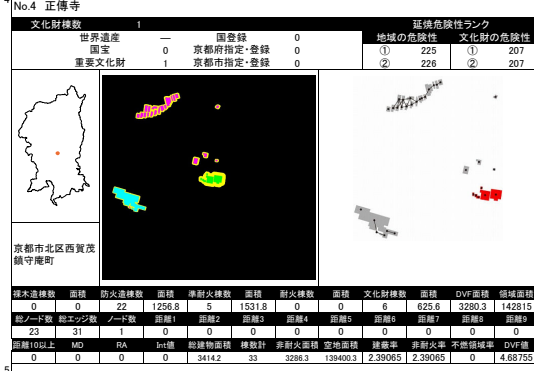 4
No.4 正傳寺
文化財棟数 1 延焼危険性ランク
世界遺産 — 国登録 0 地域の危険性 文化財の危険性
国宝 0 京都府指定・登録 0 ① 225 ① 207
重要文化財 1 京都市指定・登録 0 ② 226 ② 207
京都市北区西賀茂
鎮守庵町
裸木造棟数 面積 防火造棟数 面積 準耐火棟数 面積 耐火棟数 面積 文化財棟数 面積 DVF面積 領域面積
0 0 22 1256.8 5 1531.8 0 0 6 625.6 3280.3 142815
総ノード数 総エッジ数 ノード数 距離1 距離2 距離3 距離4 距離5 距離6 距離7 距離8 距離9
23 31 1 0 0 0 0 0 0 0 0 0
距離10以上 MD RA Int値 総建物面積 棟数計 非耐火面積 空地面積 建蔽率 非耐火率 不燃領域率 DVF値
0 0 0 0 3414.2 33 3286.3 139400.3 2.39065 2.39065 0 4.68755
5